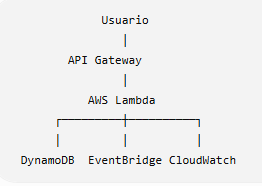 Usuario
API Gateway
AWS Lambda
DynamoDB EventBridge CloudWatch